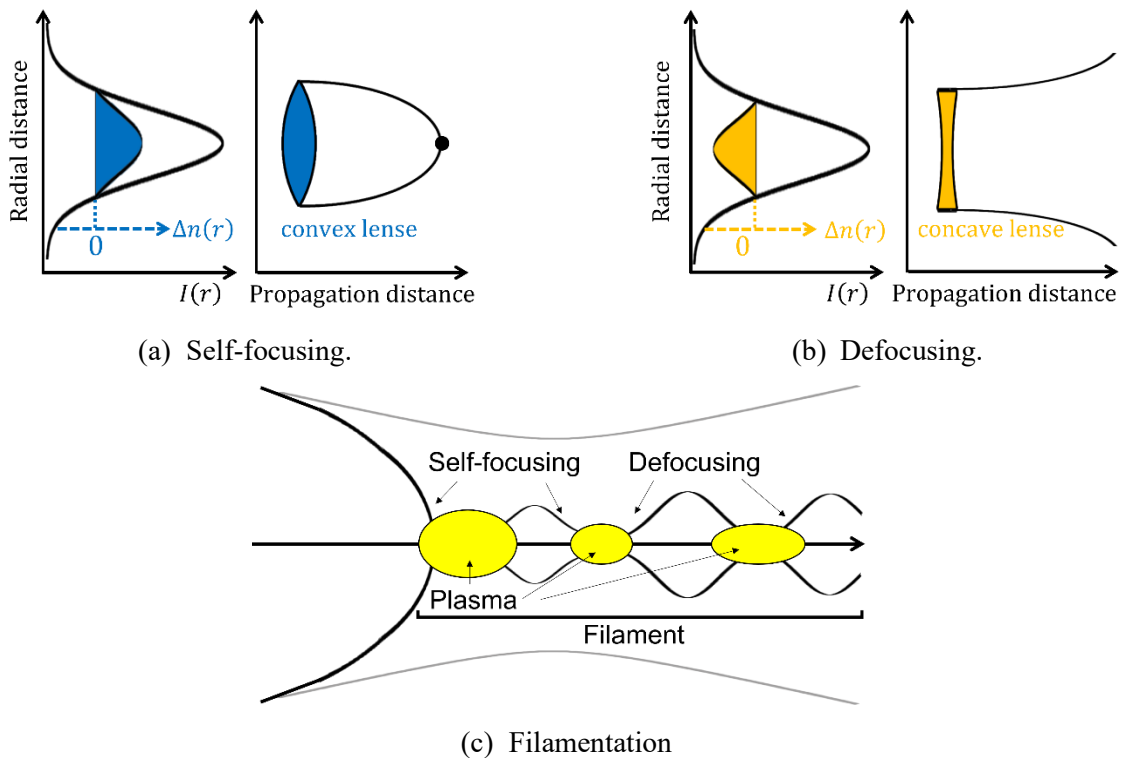 Radial distance
0
Δn(r)
I(r)
convex lense
Propagation distance
(a) Self-focusing.
Radial distance
0
Δn(r)
I(r)
concave lense
Propagation distance
(b) Defocusing.
Self-focusing
Defocusing
Plasma
Filament
(c) Filamentation